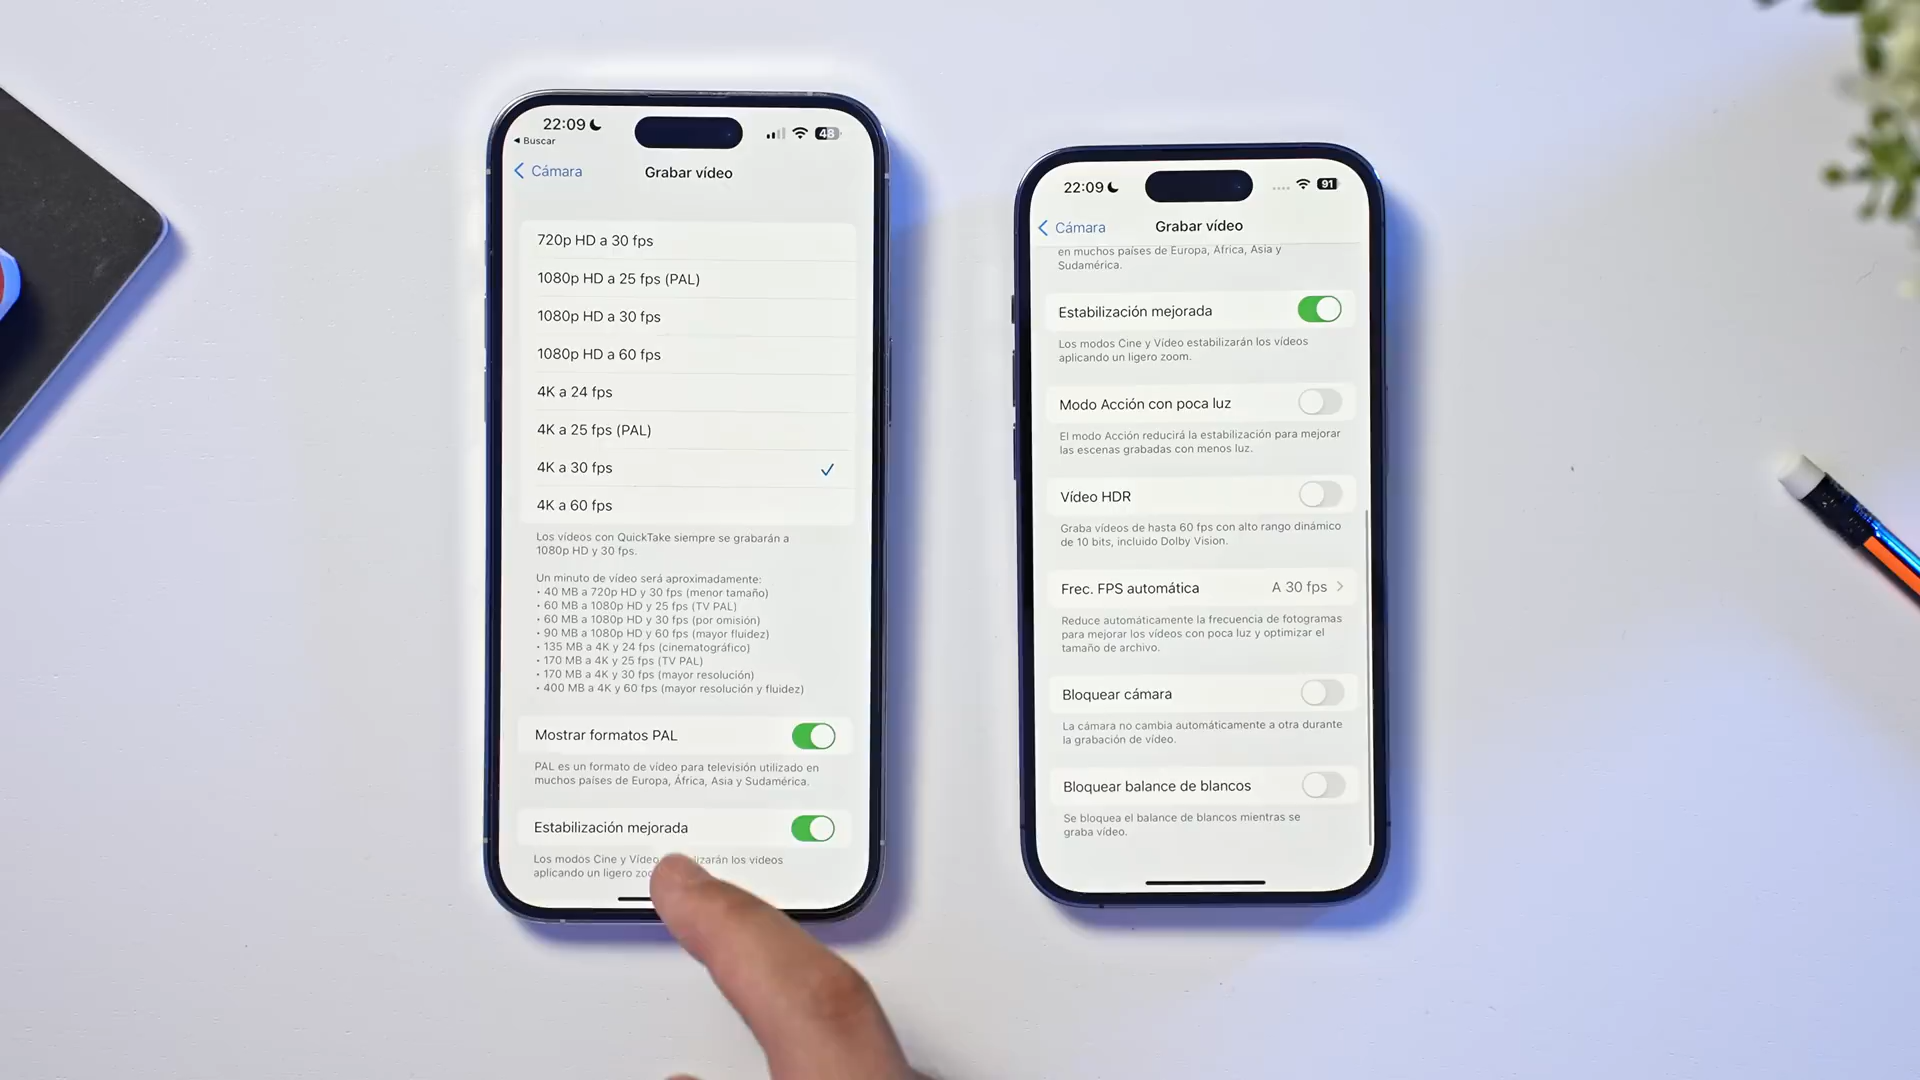 22:09
48
Buscar
Cámara
Grabar vídeo
720p HD a 30 fps
1080p HD a 25 fps (PAL)
1080p HD a 30 fps
1080p HD a 60 fps
4K a 24 fps
4K a 25 fps (PAL)
4K a 30 fps
4K a 60 fps
Los vídeos con QuickTake siempre se grabarán a
1080p HD y 30 fps.
Un minuto de vídeo será aproximadamente:
• 40 MB a 720p HD y 30 fps (menor tamaño)
• 60 MB a 1080p HD y 25 fps (TV PAL)
• 60 MB a 1080p HD y 30 fps (por omisión)
• 90 MB a 1080p HD y 60 fps (mayor fluidez)
• 135 MB a 4K y 24 fps (cinematográfico)
• 170 MB a 4K y 25 fps (TV PAL)
• 170 MB a 4K y 30 fps (mayor resolución)
• 400 MB a 4K y 60 fps (mayor resolución y fluidez)
Mostrar formatos PAL
PAL es un formato de vídeo para televisión utilizado en
muchos países de Europa, África, Asia y Sudamérica.
Estabilización mejorada
Los modos Cine y Vídeo los vídeos
aplicando un ligero
22:09
91
Cámara
Grabar vídeo
en muchos países de Europa, África, Asia y
Sudamérica.
Estabilización mejorada
Los modos Cine y Vídeo estabilizarán los vídeos
aplicando un ligero zoom.
Modo Acción con poca luz
El modo Acción reducirá la estabilización para mejorar
las escenas grabadas con menos luz.
Vídeo HDR
Graba vídeos de hasta 60 fps con alto rango dinámico
de 10 bits, incluido Dolby Vision.
Frec. FPS automática A 30 fps
Reduce automáticamente la frecuencia de fotogramas
para mejorar los vídeos con poca luz y optimizar el
tamaño de archivo.
Bloquear cámara
La cámara no cambia automáticamente a otra durante
la grabación de vídeo.
Bloquear balance de blancos
Se bloquea el balance de blancos mientras se
graba vídeo.